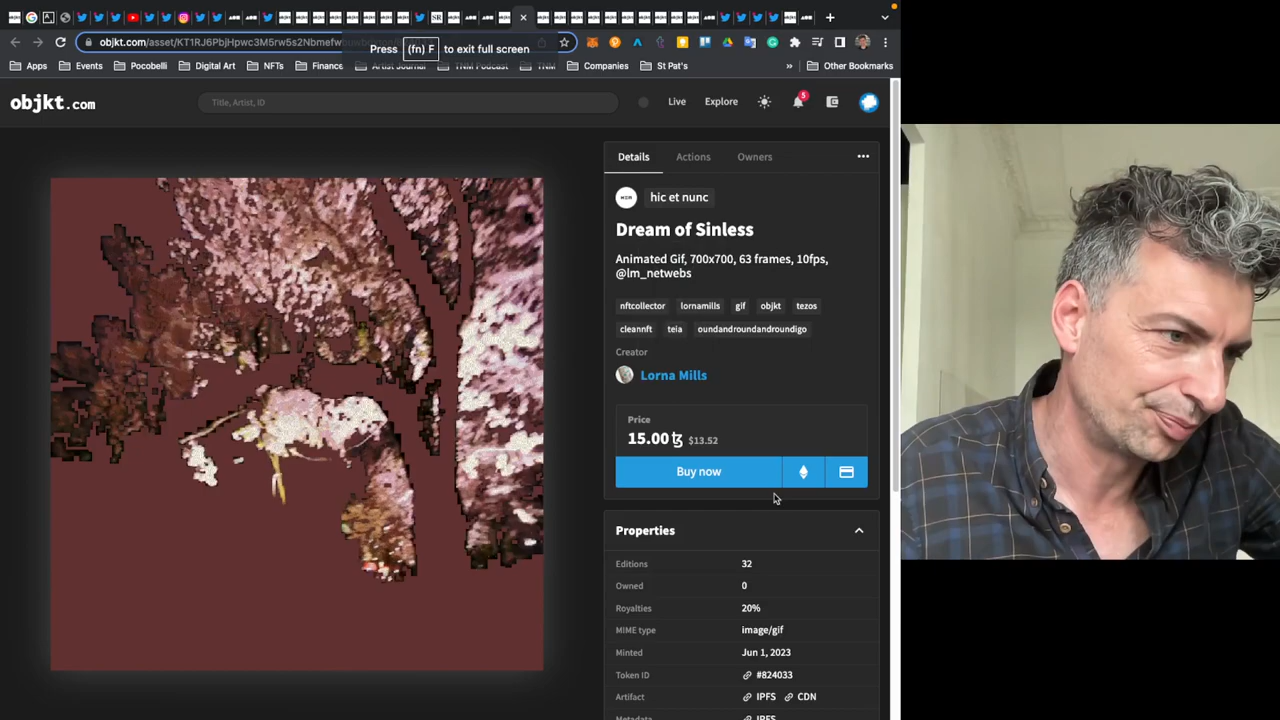 objkt.com/asset/KT1RJ6PbjHpwc3M5rw5s2Nbmefw
Press (fn) F to exit full screen
Apps Events Pocobelli Digital Art NFTs Finance Artist Journal TNM Podcast TNM Companies St Pat's » Other Bookmarks
objkt.com
Title, Artist, ID
Live Explore 5
Details Actions Owners
hic et nunc
Dream of Sinless
Animated Gif, 700x700, 63 frames, 10fps,
@lm_netwebs
nftcollector lornamills gif objkt tezos
cleannft teia oundandroundandroundigo
Creator
Lorna Mills
Price
15.00 ꜩ $13.52
Buy now
Properties
Editions 32
Owned 0
Royalties 20%
MIME type image/gif
Minted Jun 1, 2023
Token ID #824033
Artifact IPFS CDN
Metadata IPFS